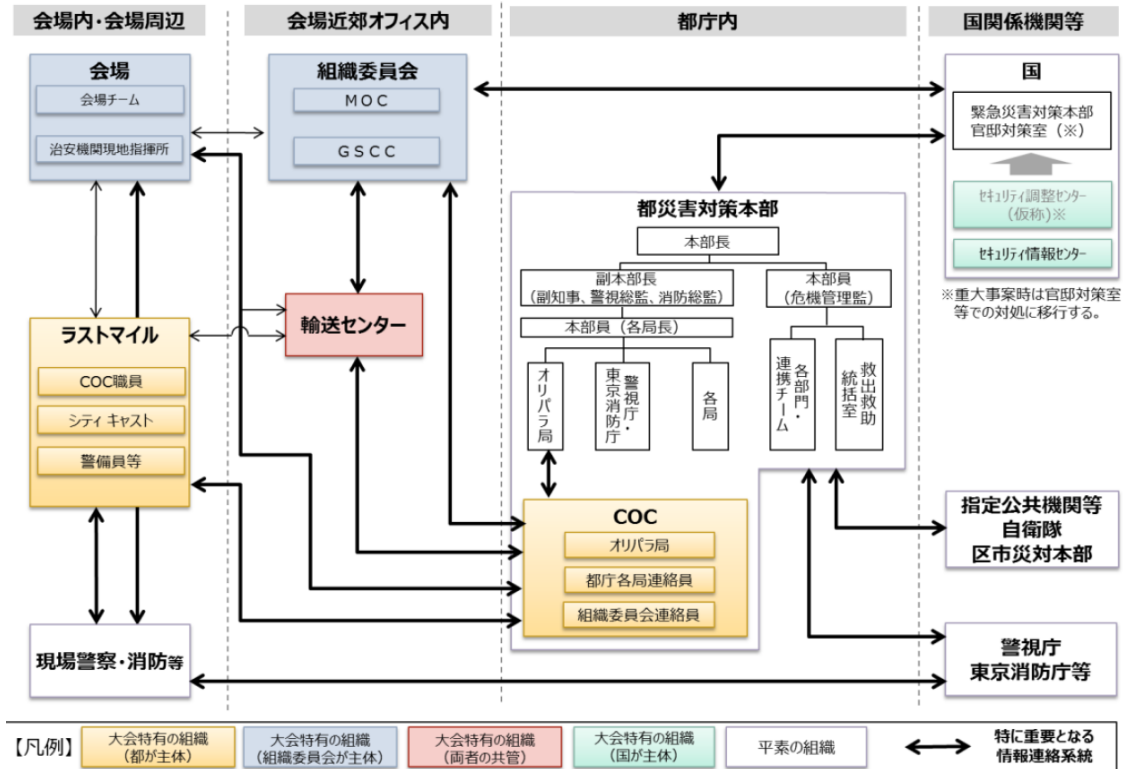 会場内・会場周辺
会場近郊オフィス内
都庁内
国関係機関等
会場
会場チーム
治安機関現地指揮所
組織委員会
MOC
GSCC
国
緊急災害対策本部
官邸対策室（※）
セキュリティ調整センター
（仮称）※
セキュリティ情報センター
※重大事案時は官邸対策室
等での対処に移行する。
都災害対策本部
本部長
副本部長
（副知事、警視総監、消防総監）
本部員
（危機管理監）
本部員（各局長）
オリパラ局
警視庁・
東京消防庁
各局
各部門・
連携チーム
救出救助
統括室
輸送センター
ラストマイル
COC職員
シティ キャスト
警備員等
COC
オリパラ局
都庁各局連絡員
組織委員会連絡員
指定公共機関等
自衛隊
区市災対本部
現場警察・消防等
警視庁
東京消防庁等
【凡例】
大会特有の組織
（都が主体）
大会特有の組織
（組織委員会が主体）
大会特有の組織
（両者の共管）
大会特有の組織
（国が主体）
平素の組織
特に重要となる
情報連絡系統